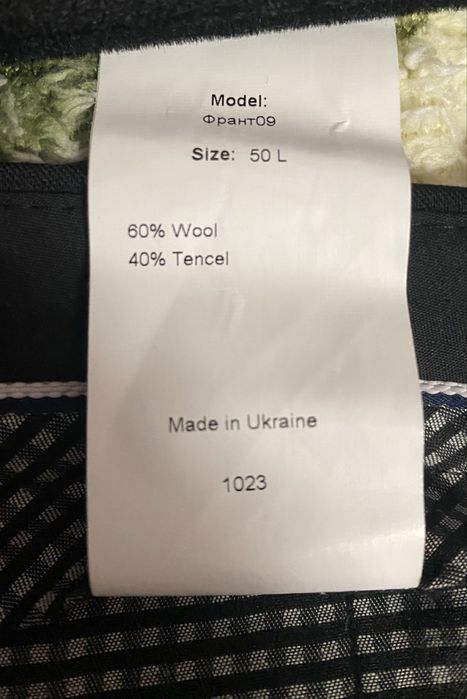 Model:
Франт09
Size: 50 L
60% Wool
40% Tencel
Made in Ukraine
1023